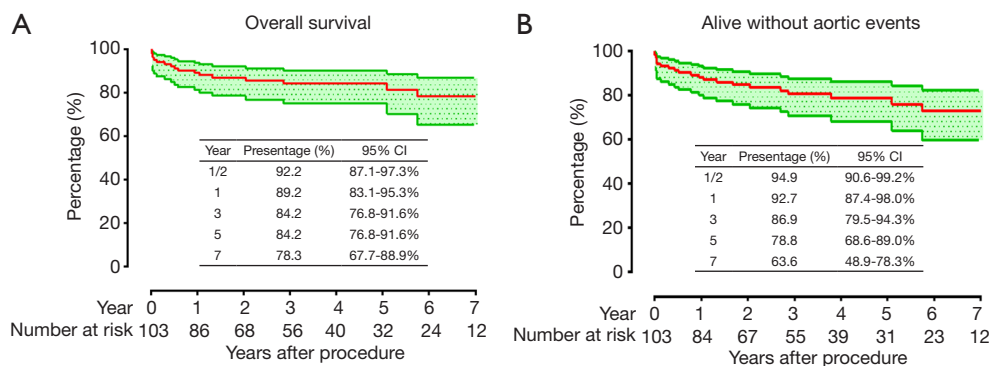 A
Overall survival
Percentage (%)
100
80
60
40
20
0
Year Presentage (%) 95% CI
1/2 92.2 87.1-97.3%
1 89.2 83.1-95.3%
3 84.2 76.8-91.6%
5 84.2 76.8-91.6%
7 78.3 67.7-88.9%
Year 0 1 2 3 4 5 6 7
Number at risk 103 86 68 56 40 32 24 12
Years after procedure
B
Alive without aortic events
Percentage (%)
100
80
60
40
20
0
Year Presentage (%) 95% CI
1/2 94.9 90.6-99.2%
1 92.7 87.4-98.0%
3 86.9 79.5-94.3%
5 78.8 68.6-89.0%
7 63.6 48.9-78.3%
Year 0 1 2 3 4 5 6 7
Number at risk 103 84 67 55 39 31 23 12
Years after procedure